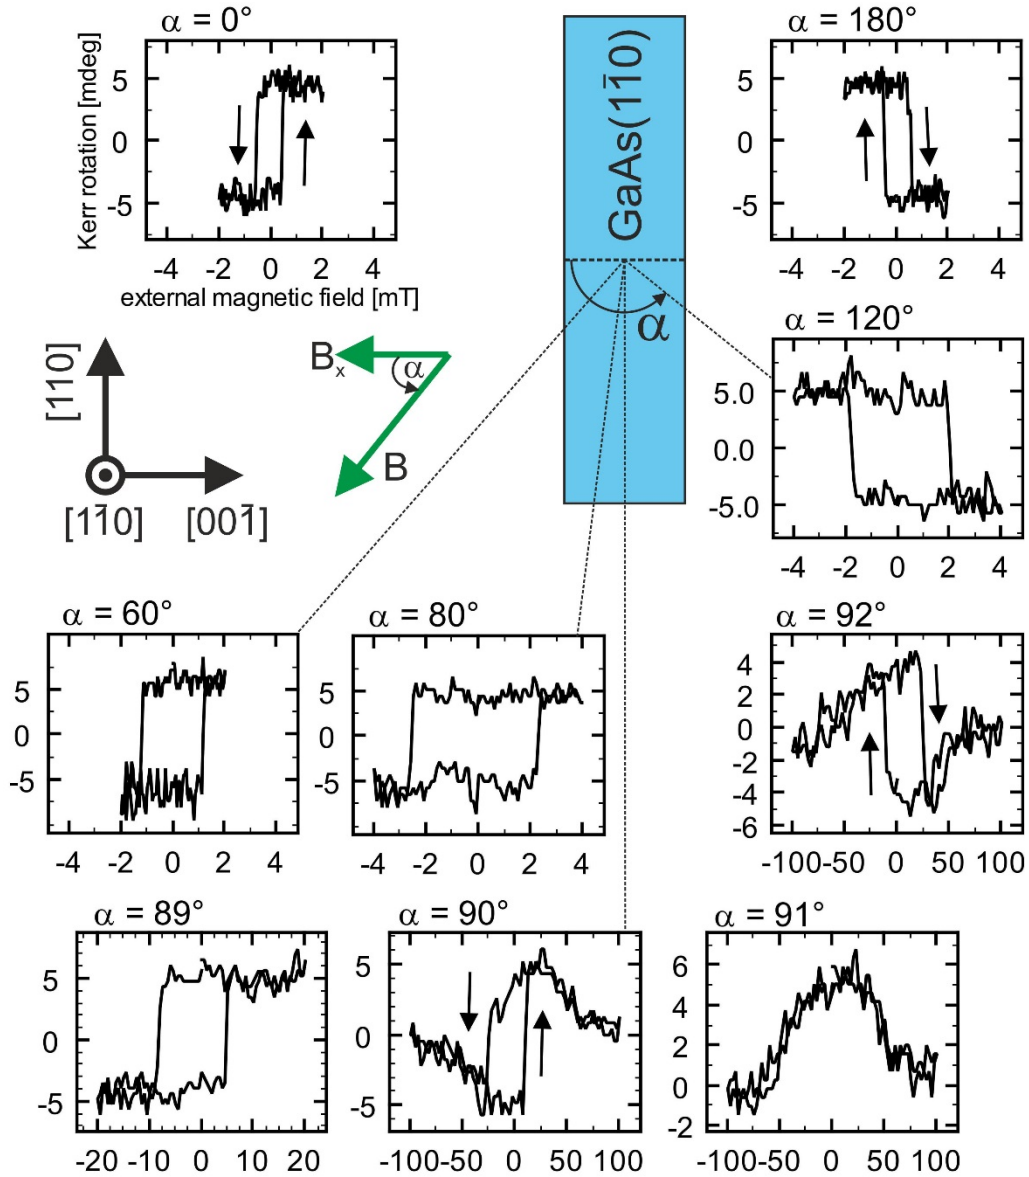 α = 0°
Kerr rotation [mdeg]
5
0
-5
-4 -2 0 2 4
external magnetic field [mT]
GaAs(11̄0)
α
α = 180°
5
0
-5
-4 -2 0 2 4
[110]
[11̄0] [001̄]
Bₓ
α
B
α = 120°
5.0
0.0
-5.0
-4 -2 0 2 4
α = 60°
5
0
-5
-4 -2 0 2 4
α = 80°
5
0
-5
-4 -2 0 2 4
α = 92°
4
2
0
-2
-4
-6
-100 -50 0 50 100
α = 89°
5
0
-5
-20 -10 0 10 20
α = 90°
5
0
-5
-100 -50 0 50 100
α = 91°
6
4
2
0
-2
-100 -50 0 50 100